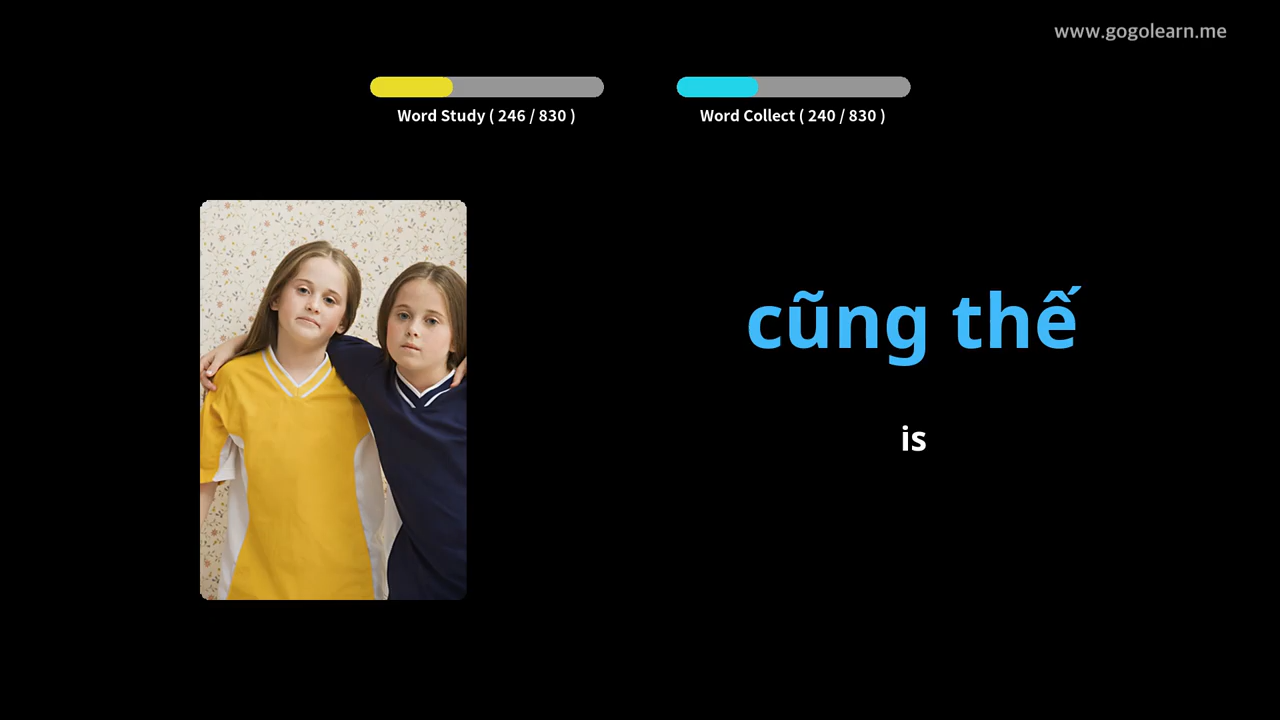 www.gogolearn.me
Word Study ( 246 / 830 )
Word Collect ( 240 / 830 )
cũng thế
is